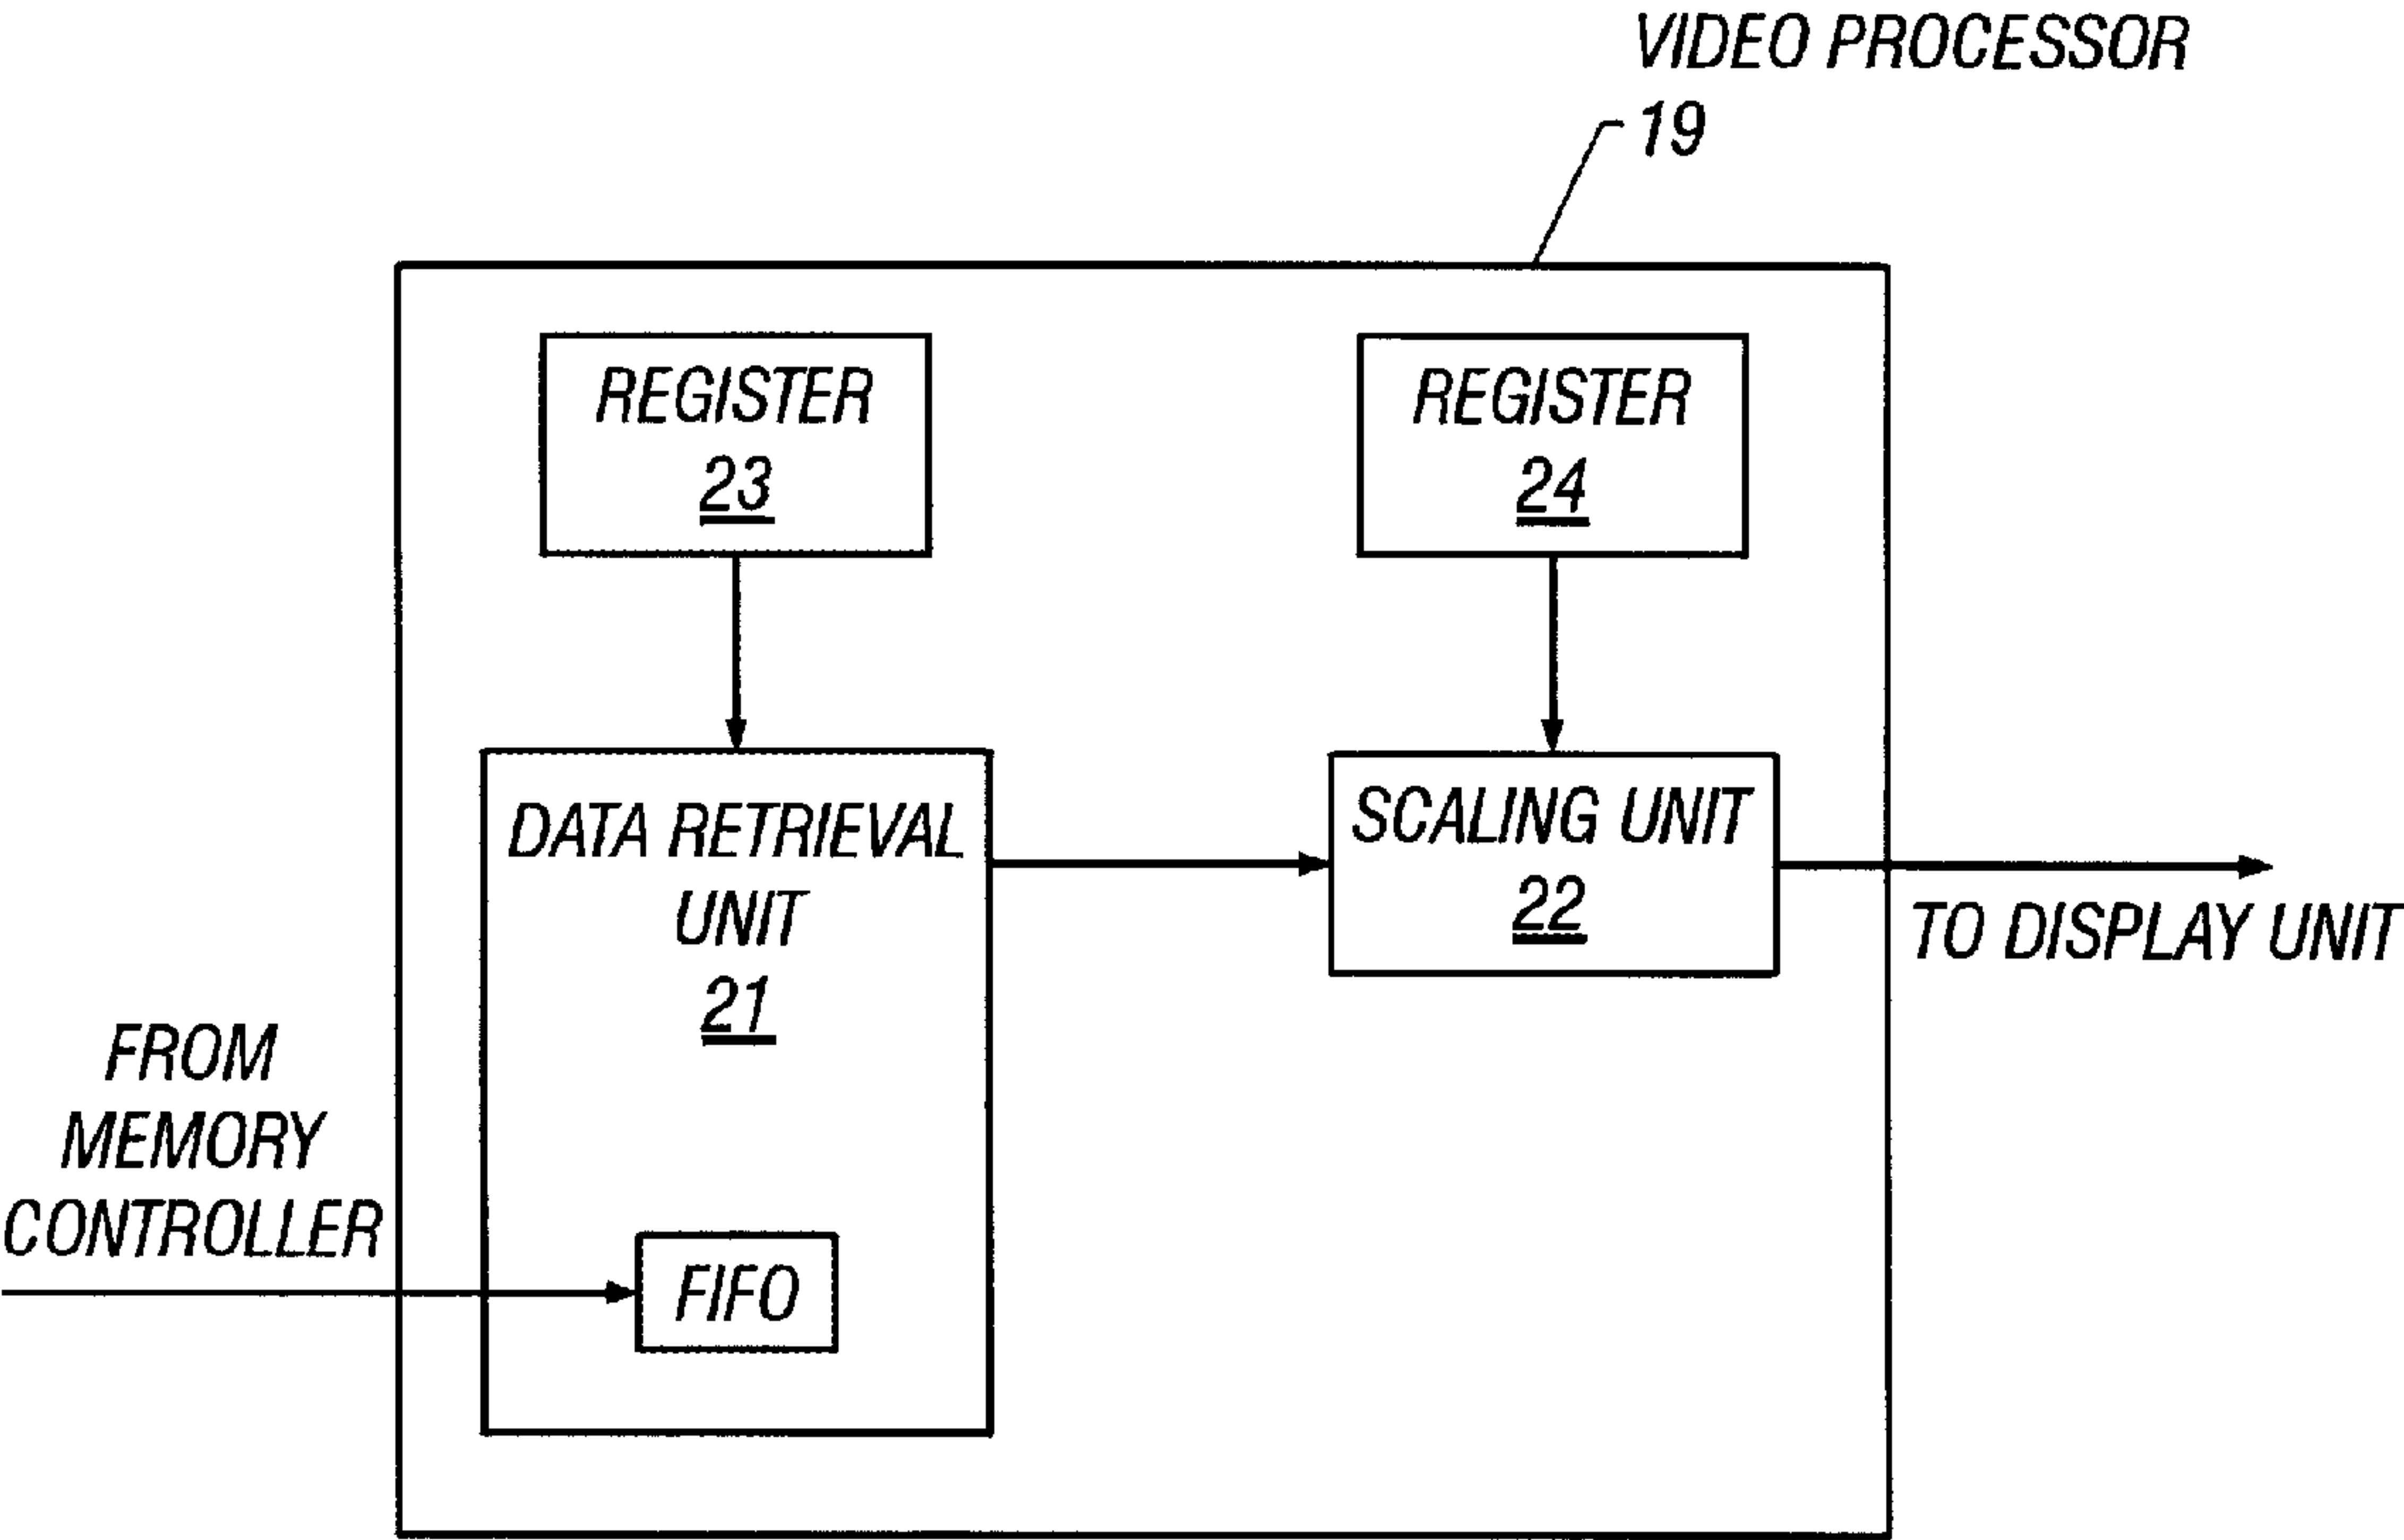 VIDEO PROCESSOR
19
REGISTER
23
REGISTER
24
DATA RETRIEVAL
UNIT
21
SCALING UNIT
22
TO DISPLAY UNIT
FROM
MEMORY
CONTROLLER
FIFO